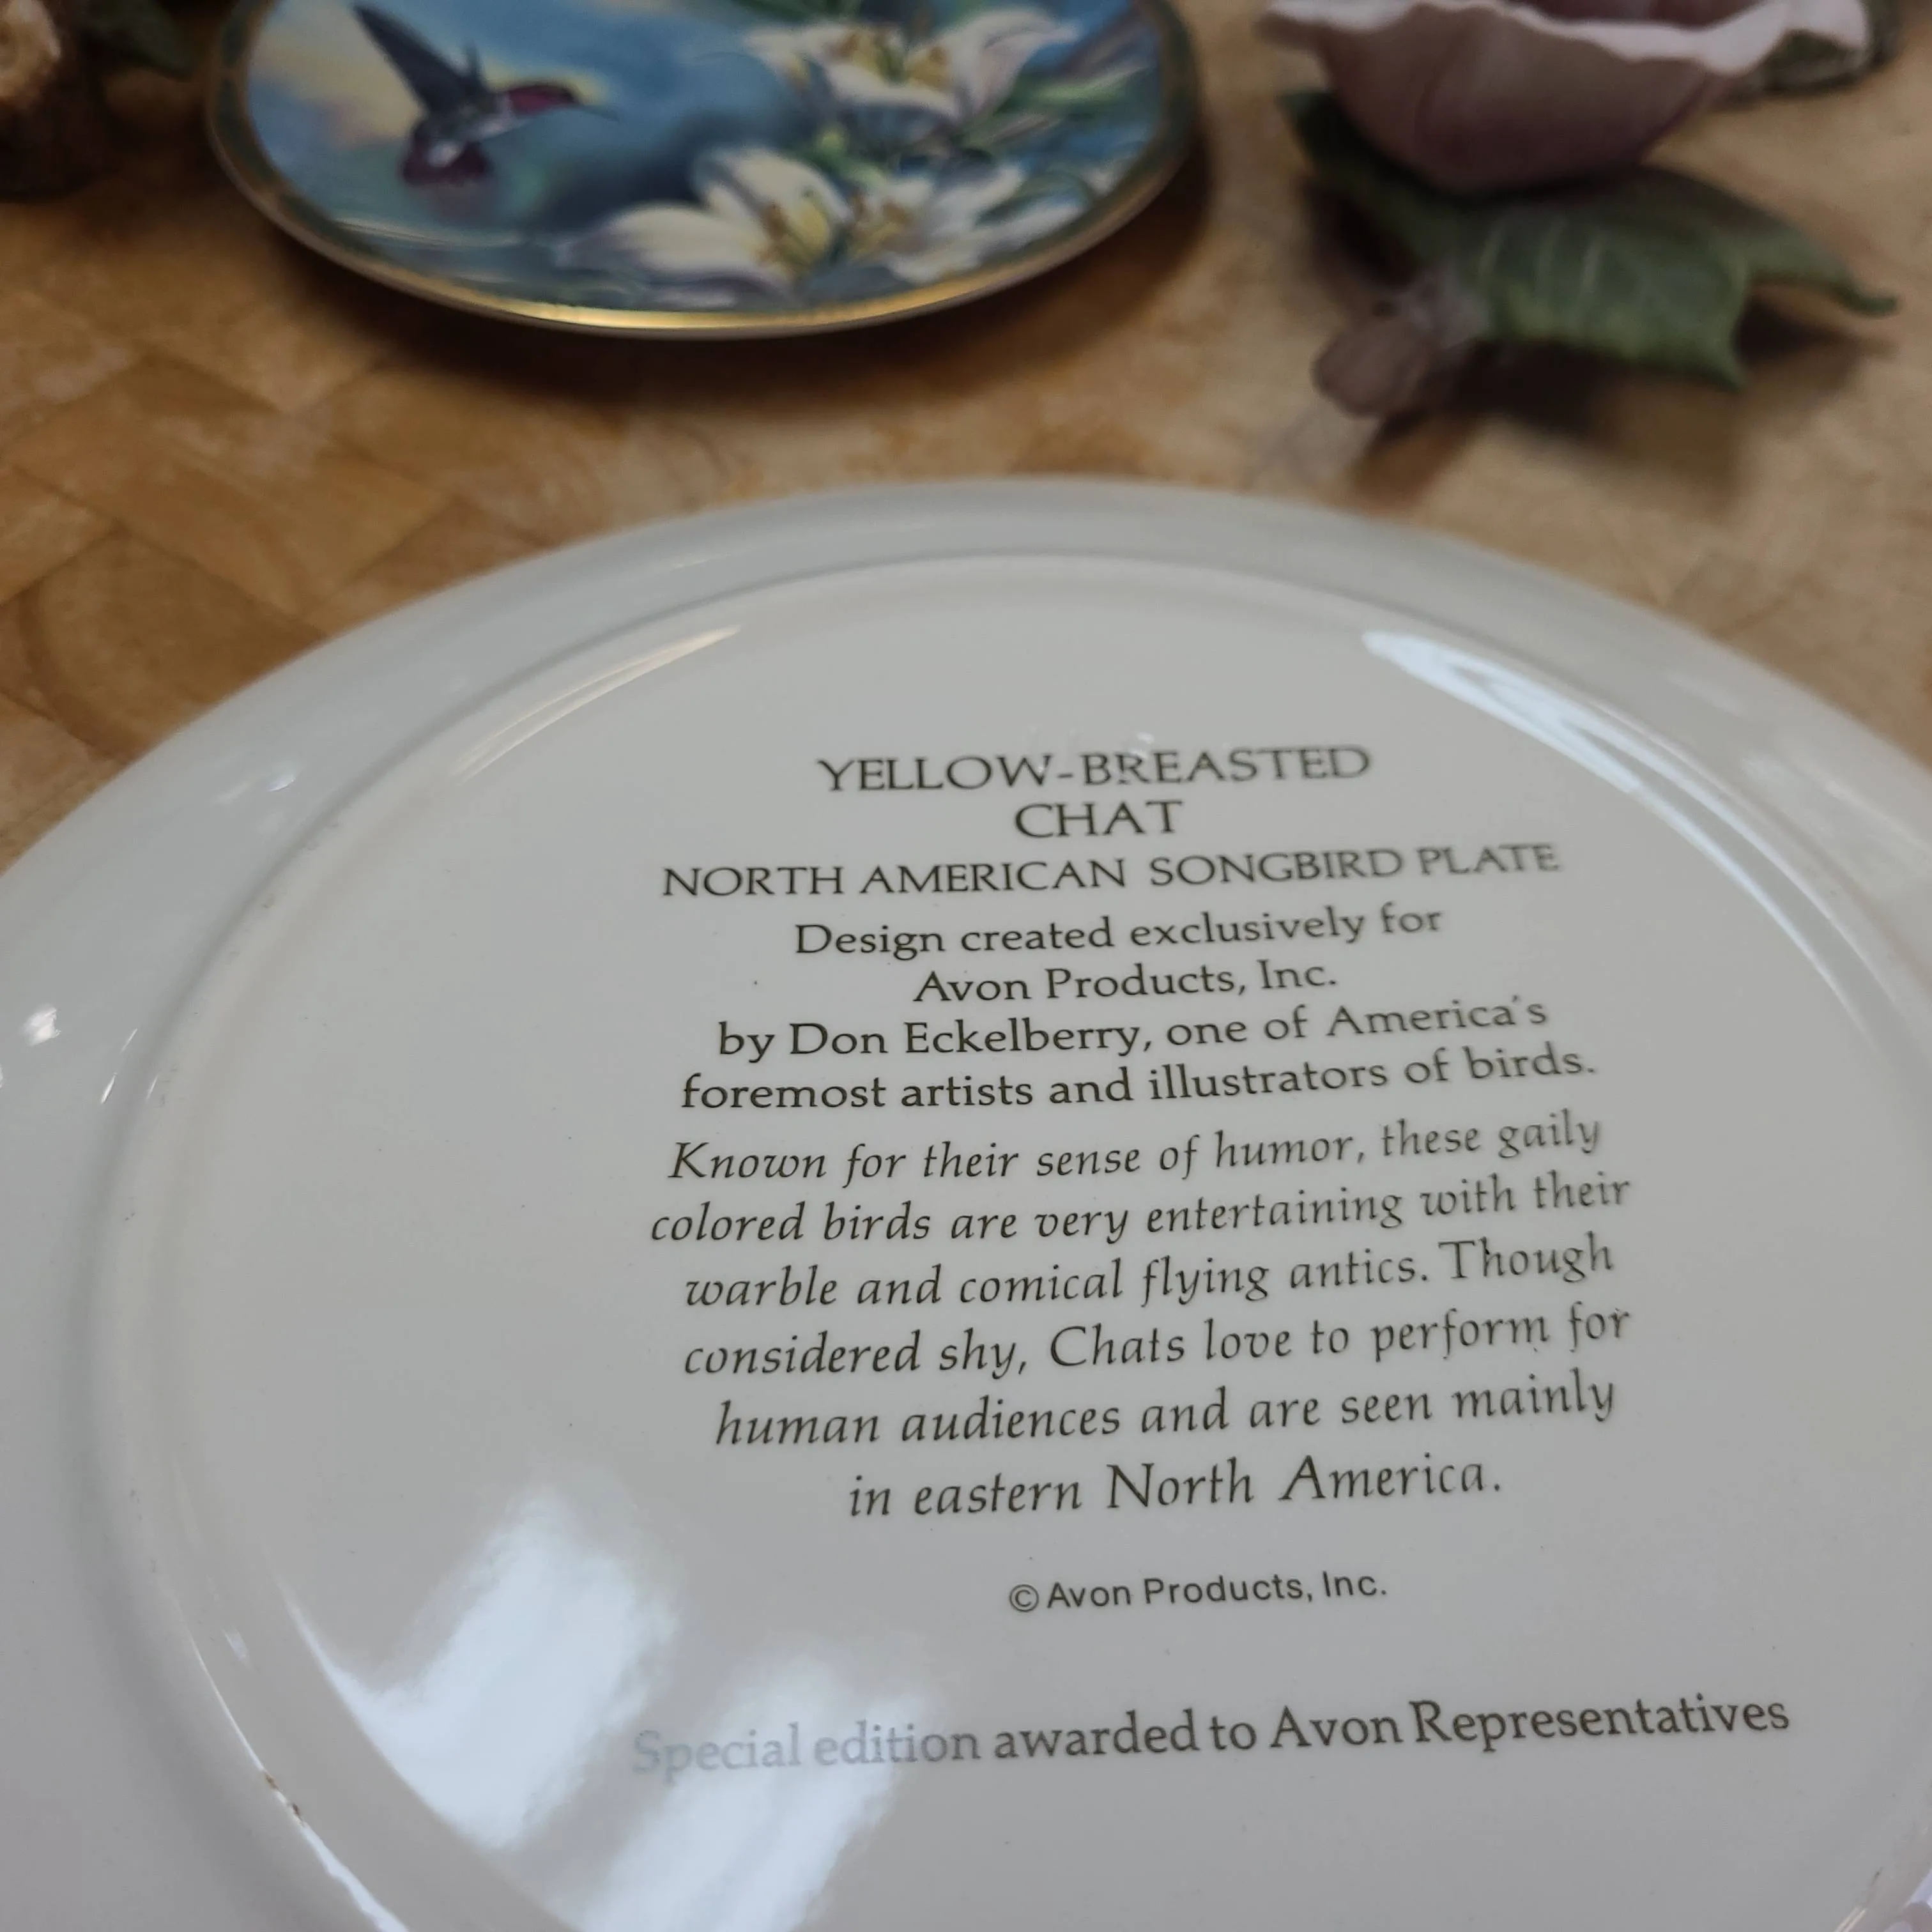 YELLOW-BREASTED
CHAT
NORTH AMERICAN SONGBIRD PLATE
Design created exclusively for
Avon Products, Inc.
by Don Eckelberry, one of America's
foremost artists and illustrators of birds.
Known for their sense of humor, these gaily
colored birds are very entertaining with their
warble and comical flying antics. Though
considered shy, Chats love to perform for
human audiences and are seen mainly
in eastern North America.
© Avon Products, Inc.
Special edition awarded to Avon Representatives